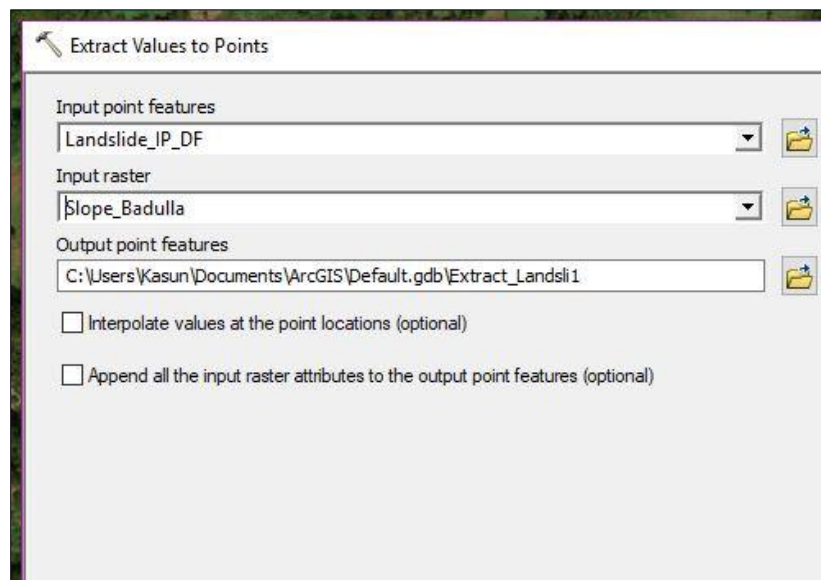 Extract Values to Points
Input point features
Landslide_IP_DF
Input raster
Slope_Badulla
Output point features
C:\Users\Kasun\Documents\ArcGIS\Default.gdb\Extract_Landsli1
Interpolate values at the point locations (optional)
Append all the input raster attributes to the output point features (optional)